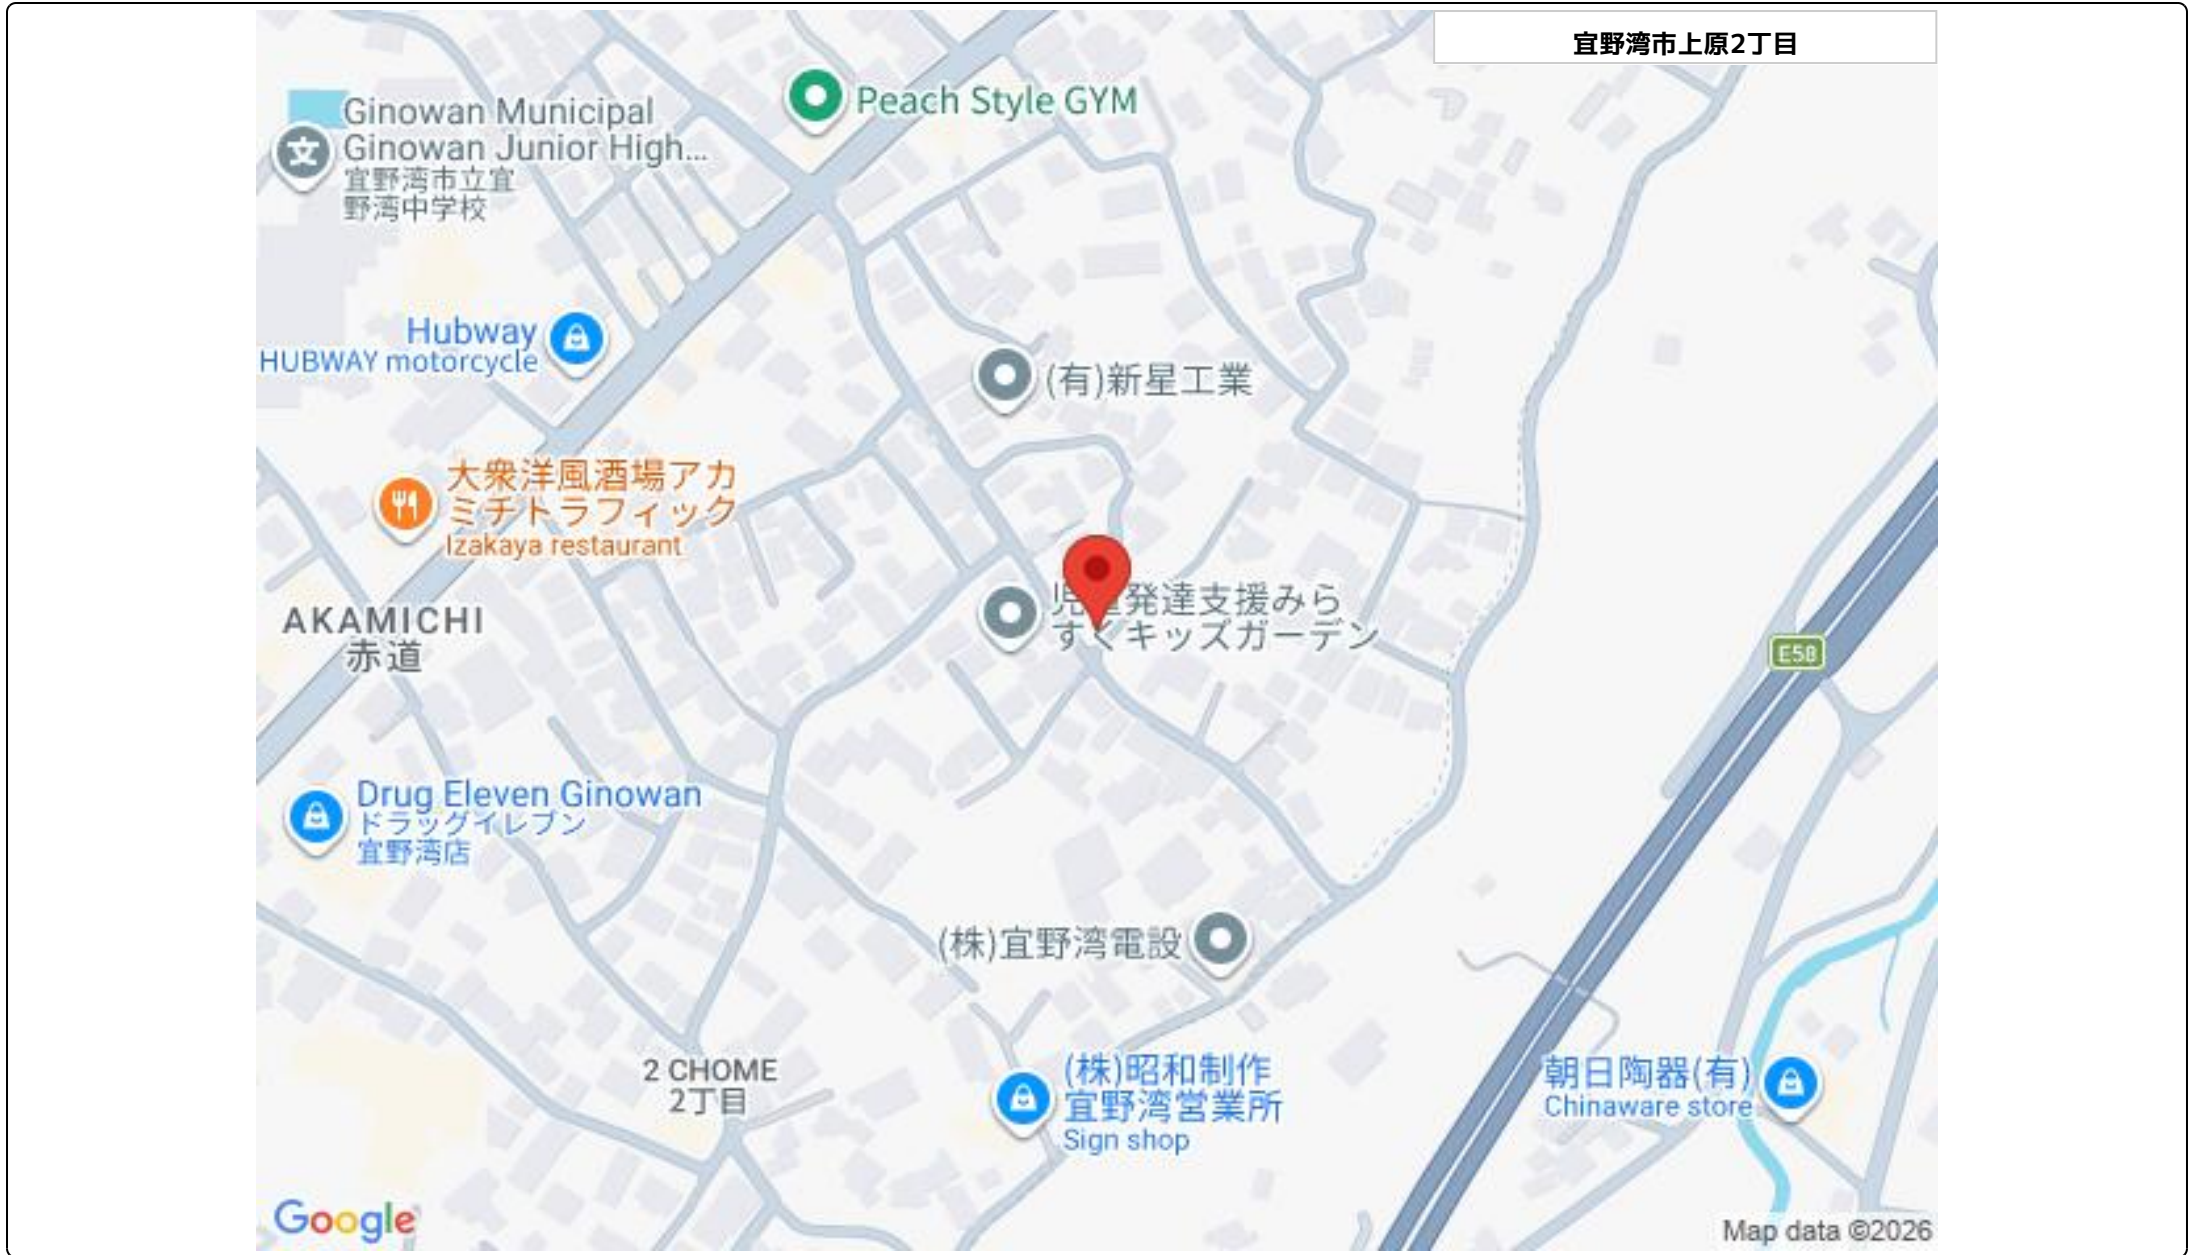 宜野湾市上原2丁目
Peach Style GYM
Ginowan Municipal
Ginowan Junior High...
宜野湾市立宜
野湾中学校
Hubway
HUBWAY motorcycle
(有)新星工業
大衆洋風酒場アカ
ミチトラフィック
Izakaya restaurant
児童発達支援みら
すくキッズガーデン
AKAMICHI
赤道
E58
Drug Eleven Ginowan
ドラッグイレブン
宜野湾店
(株)宜野湾電設
2 CHOME
2丁目
(株)昭和制作
宜野湾営業所
Sign shop
朝日陶器(有)
Chinaware store
Google
Map data ©2026